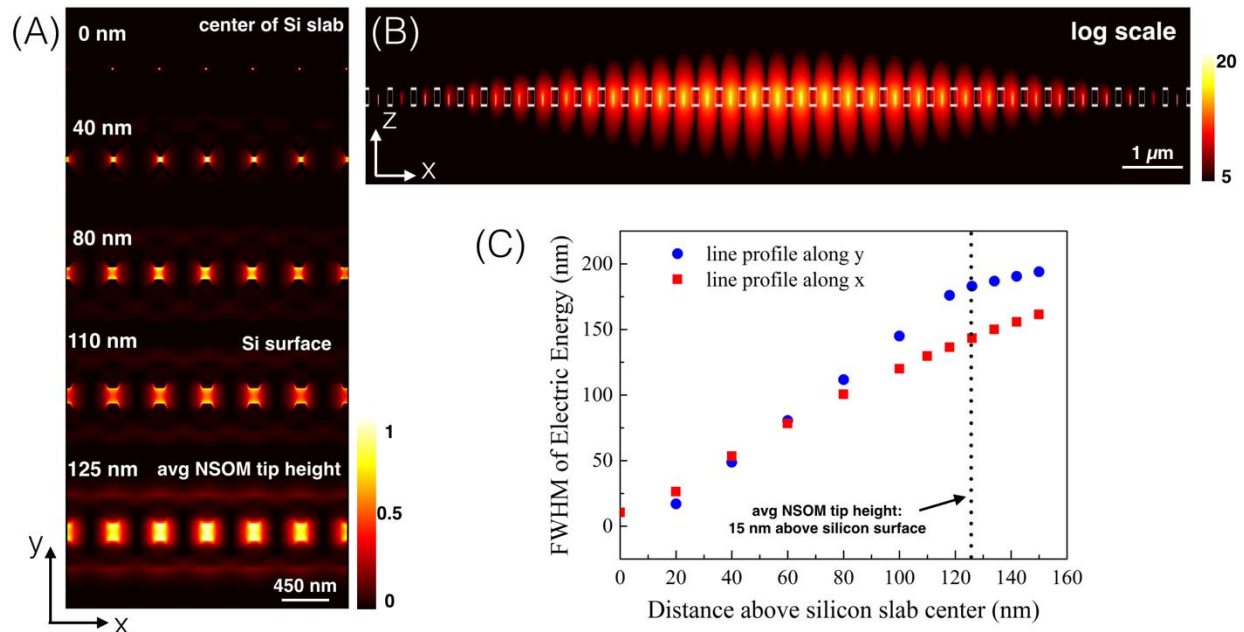 (A)
0 nm
center of Si slab
40 nm
80 nm
110 nm
Si surface
125 nm
avg NSOM tip height
450 nm
y
x
1
0.5
0
(B)
log scale
z
x
1 µm
20
5
(C)
line profile along y
line profile along x
FWHM of Electric Energy (nm)
200
150
100
50
0
avg NSOM tip height:
15 nm above silicon surface
0 20 40 60 80 100 120 140 160
Distance above silicon slab center (nm)